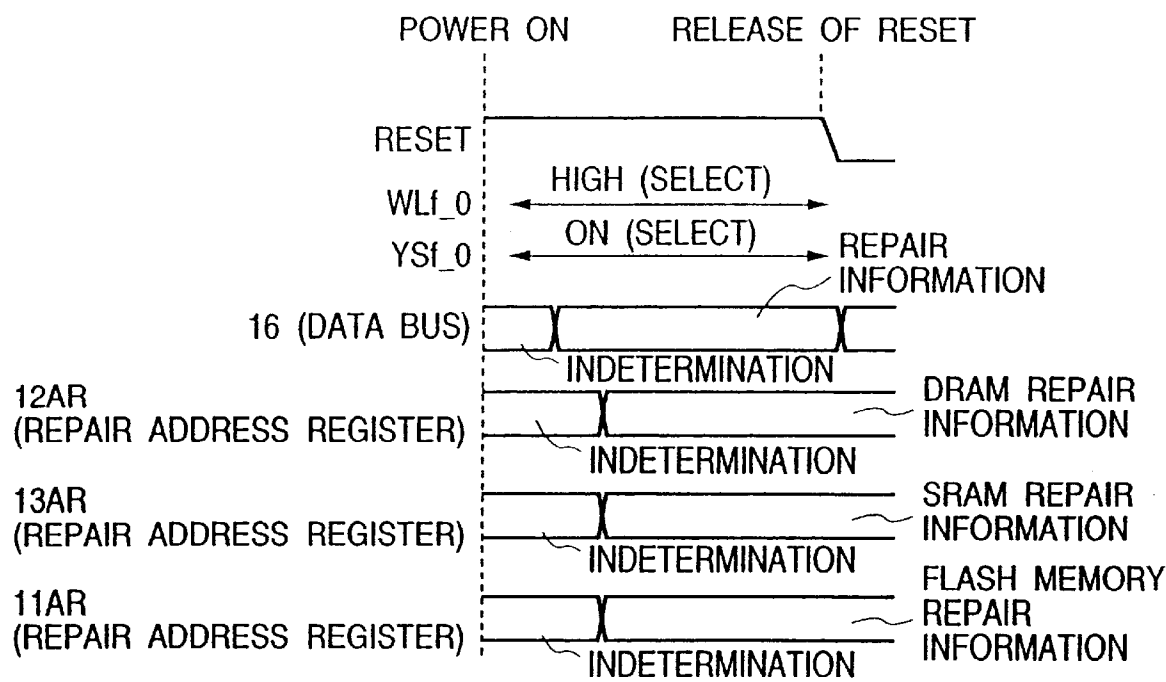 POWER ON
RELEASE OF RESET
RESET
HIGH (SELECT)
WLf_0
ON (SELECT)
YSf_0
REPAIR
INFORMATION
16 (DATA BUS)
INDETERMINATION
12AR
(REPAIR ADDRESS REGISTER)
DRAM REPAIR
INFORMATION
INDETERMINATION
13AR
(REPAIR ADDRESS REGISTER)
SRAM REPAIR
INFORMATION
INDETERMINATION
11AR
(REPAIR ADDRESS REGISTER)
FLASH MEMORY
REPAIR
INFORMATION
INDETERMINATION